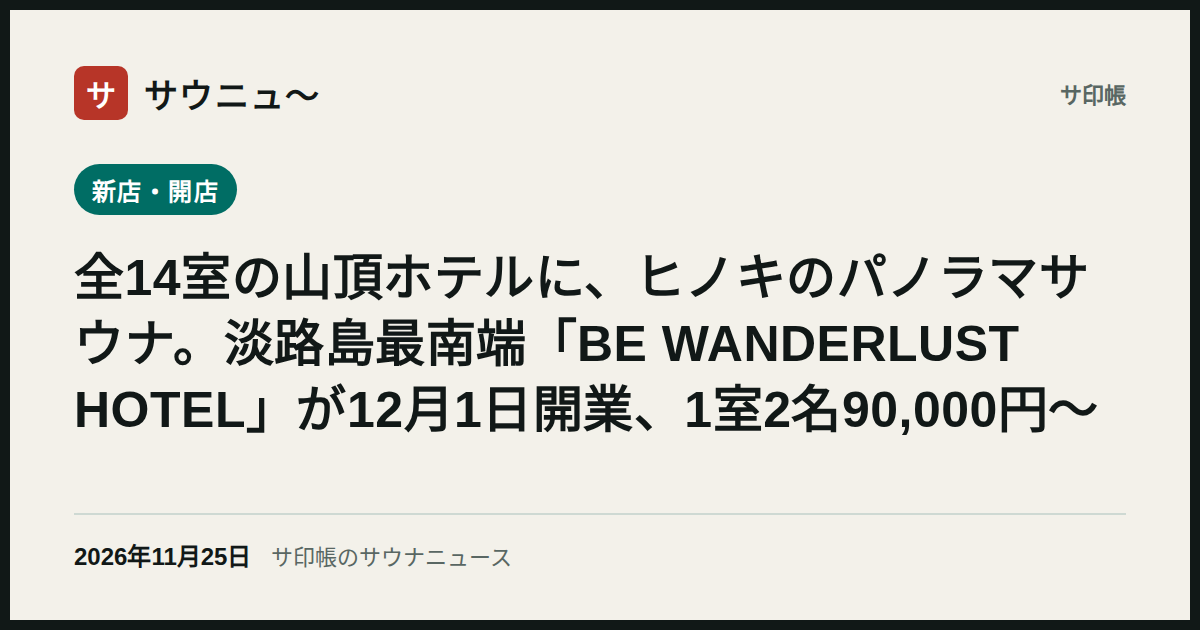 サ サウニュ〜
サ印帳
新店・開店
全14室の山頂ホテルに、ヒノキのパノラマサ
ウナ。淡路島最南端「BE WANDERLUST
HOTEL」が12月1日開業、1室2名90,000円〜
2026年11月25日 サ印帳のサウナニュース